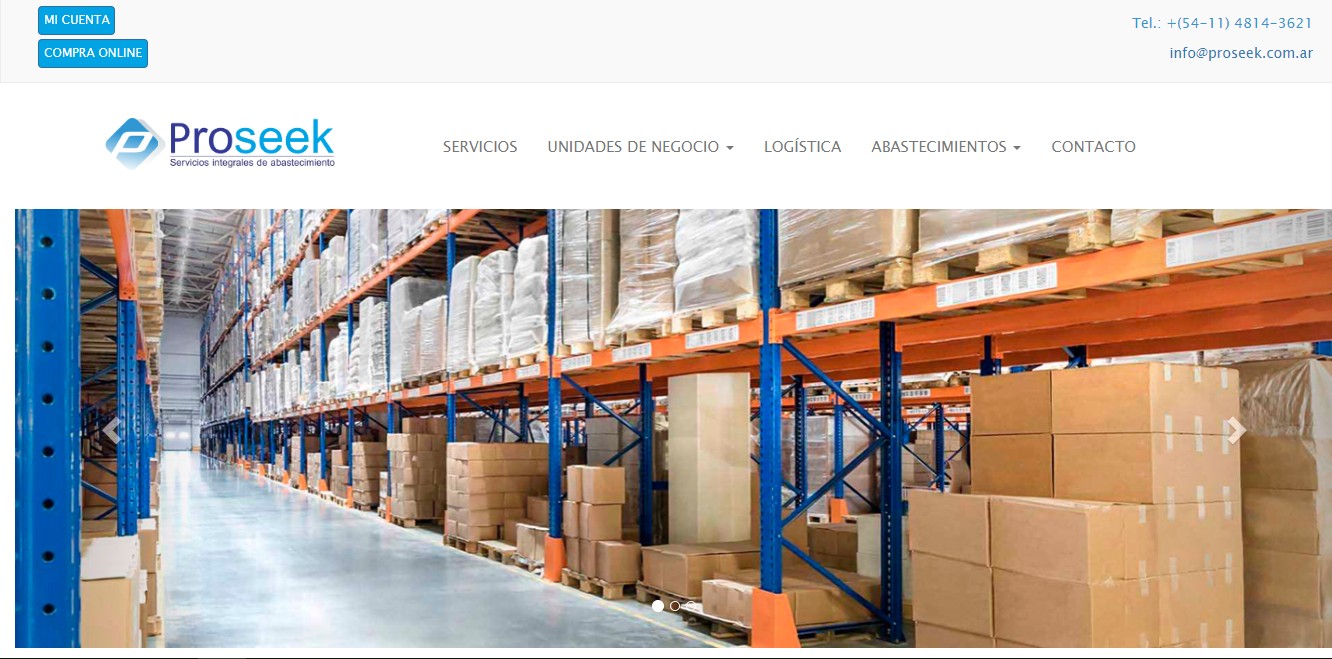 MI CUENTA
COMPRA ONLINE
Tel.: +(54-11) 4814-3621
info@proseek.com.ar
Proseek
Servicios integrales de abastecimiento
SERVICIOS
UNIDADES DE NEGOCIO
LOGÍSTICA
ABASTECIMIENTOS
CONTACTO